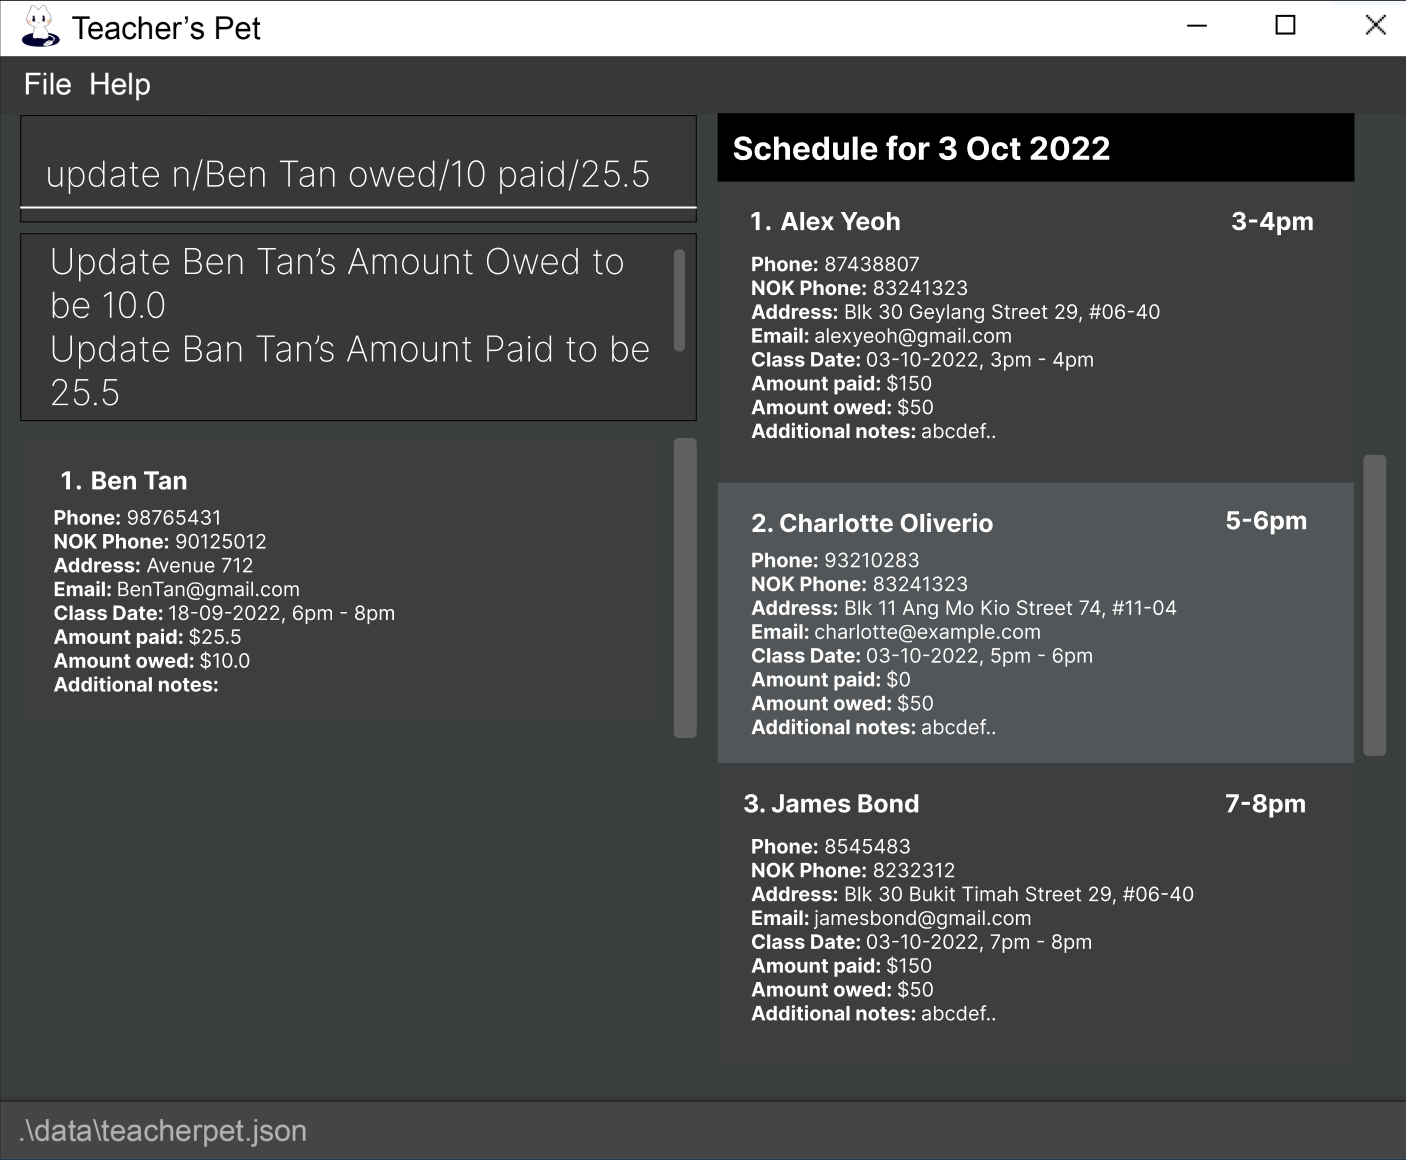 Teacher’s Pet
File Help
update n/Ben Tan owed/10 paid/25.5
Update Ben Tan’s Amount Owed to
be 10.0
Update Ban Tan’s Amount Paid to be
25.5
1. Ben Tan
Phone: 98765431
NOK Phone: 90125012
Address: Avenue 712
Email: BenTan@gmail.com
Class Date: 18-09-2022, 6pm - 8pm
Amount paid: $25.5
Amount owed: $10.0
Additional notes:
Schedule for 3 Oct 2022
1. Alex Yeoh 3-4pm
Phone: 87438807
NOK Phone: 83241323
Address: Blk 30 Geylang Street 29, #06-40
Email: alexyeoh@gmail.com
Class Date: 03-10-2022, 3pm - 4pm
Amount paid: $150
Amount owed: $50
Additional notes: abcdef..
2. Charlotte Oliverio 5-6pm
Phone: 93210283
NOK Phone: 83241323
Address: Blk 11 Ang Mo Kio Street 74, #11-04
Email: charlotte@example.com
Class Date: 03-10-2022, 5pm - 6pm
Amount paid: $0
Amount owed: $50
Additional notes: abcdef..
3. James Bond 7-8pm
Phone: 8545483
NOK Phone: 8232312
Address: Blk 30 Bukit Timah Street 29, #06-40
Email: jamesbond@gmail.com
Class Date: 03-10-2022, 7pm - 8pm
Amount paid: $150
Amount owed: $50
Additional notes: abcdef..
.\data\teacherpet.json